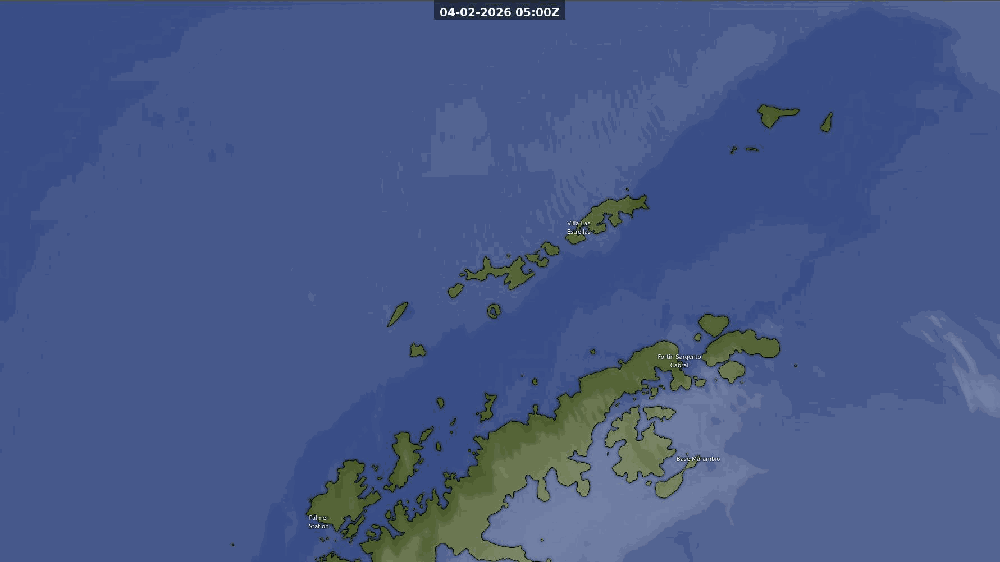 04-02-2026 05:00Z
Villa Las
Estrellas
Fortin Sargento
Cabral
Base Marambio
Palmer
Station